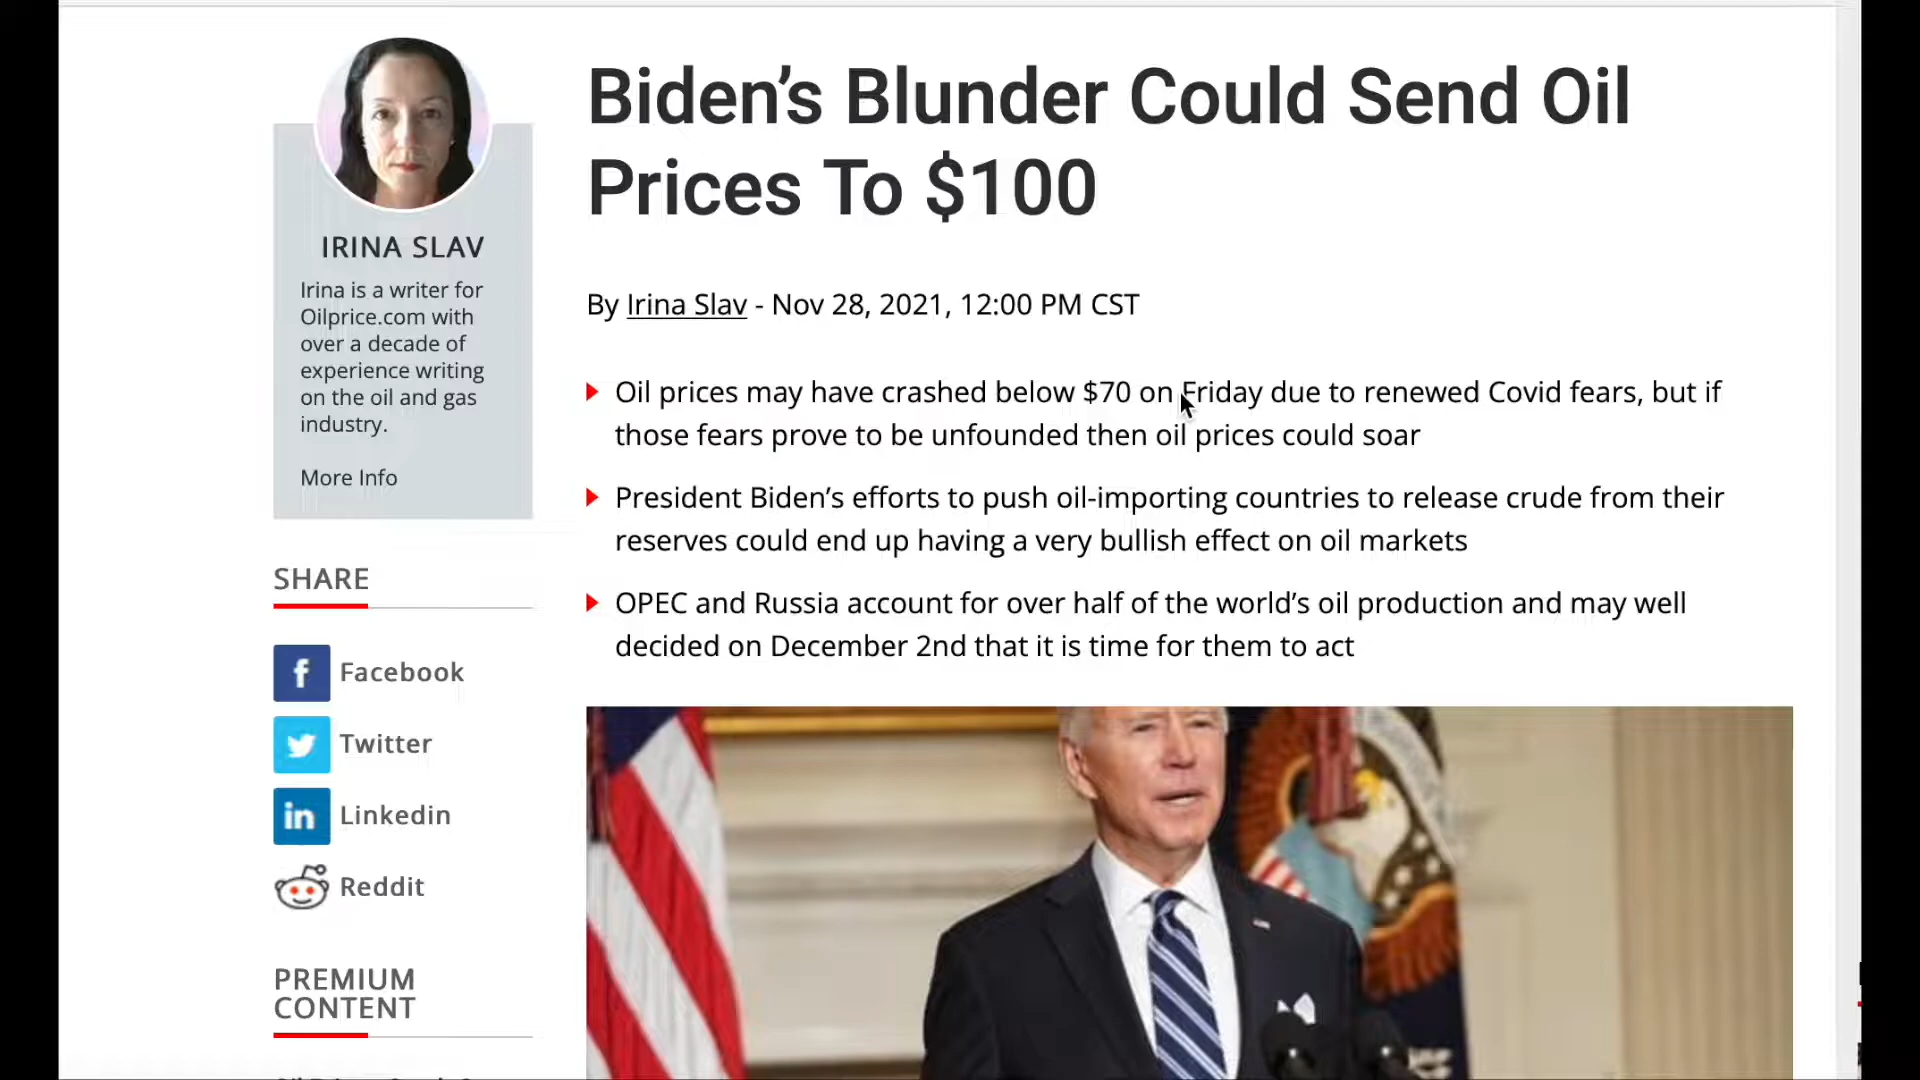 Biden’s Blunder Could Send Oil
Prices To $100
IRINA SLAV
Irina is a writer for
Oilprice.com with
over a decade of
experience writing
on the oil and gas
industry.
More Info
By Irina Slav - Nov 28, 2021, 12:00 PM CST
Oil prices may have crashed below $70 on Friday due to renewed Covid fears, but if
those fears prove to be unfounded then oil prices could soar
President Biden’s efforts to push oil-importing countries to release crude from their
reserves could end up having a very bullish effect on oil markets
OPEC and Russia account for over half of the world’s oil production and may well
decided on December 2nd that it is time for them to act
SHARE
Facebook
Twitter
Linkedin
Reddit
PREMIUM
CONTENT